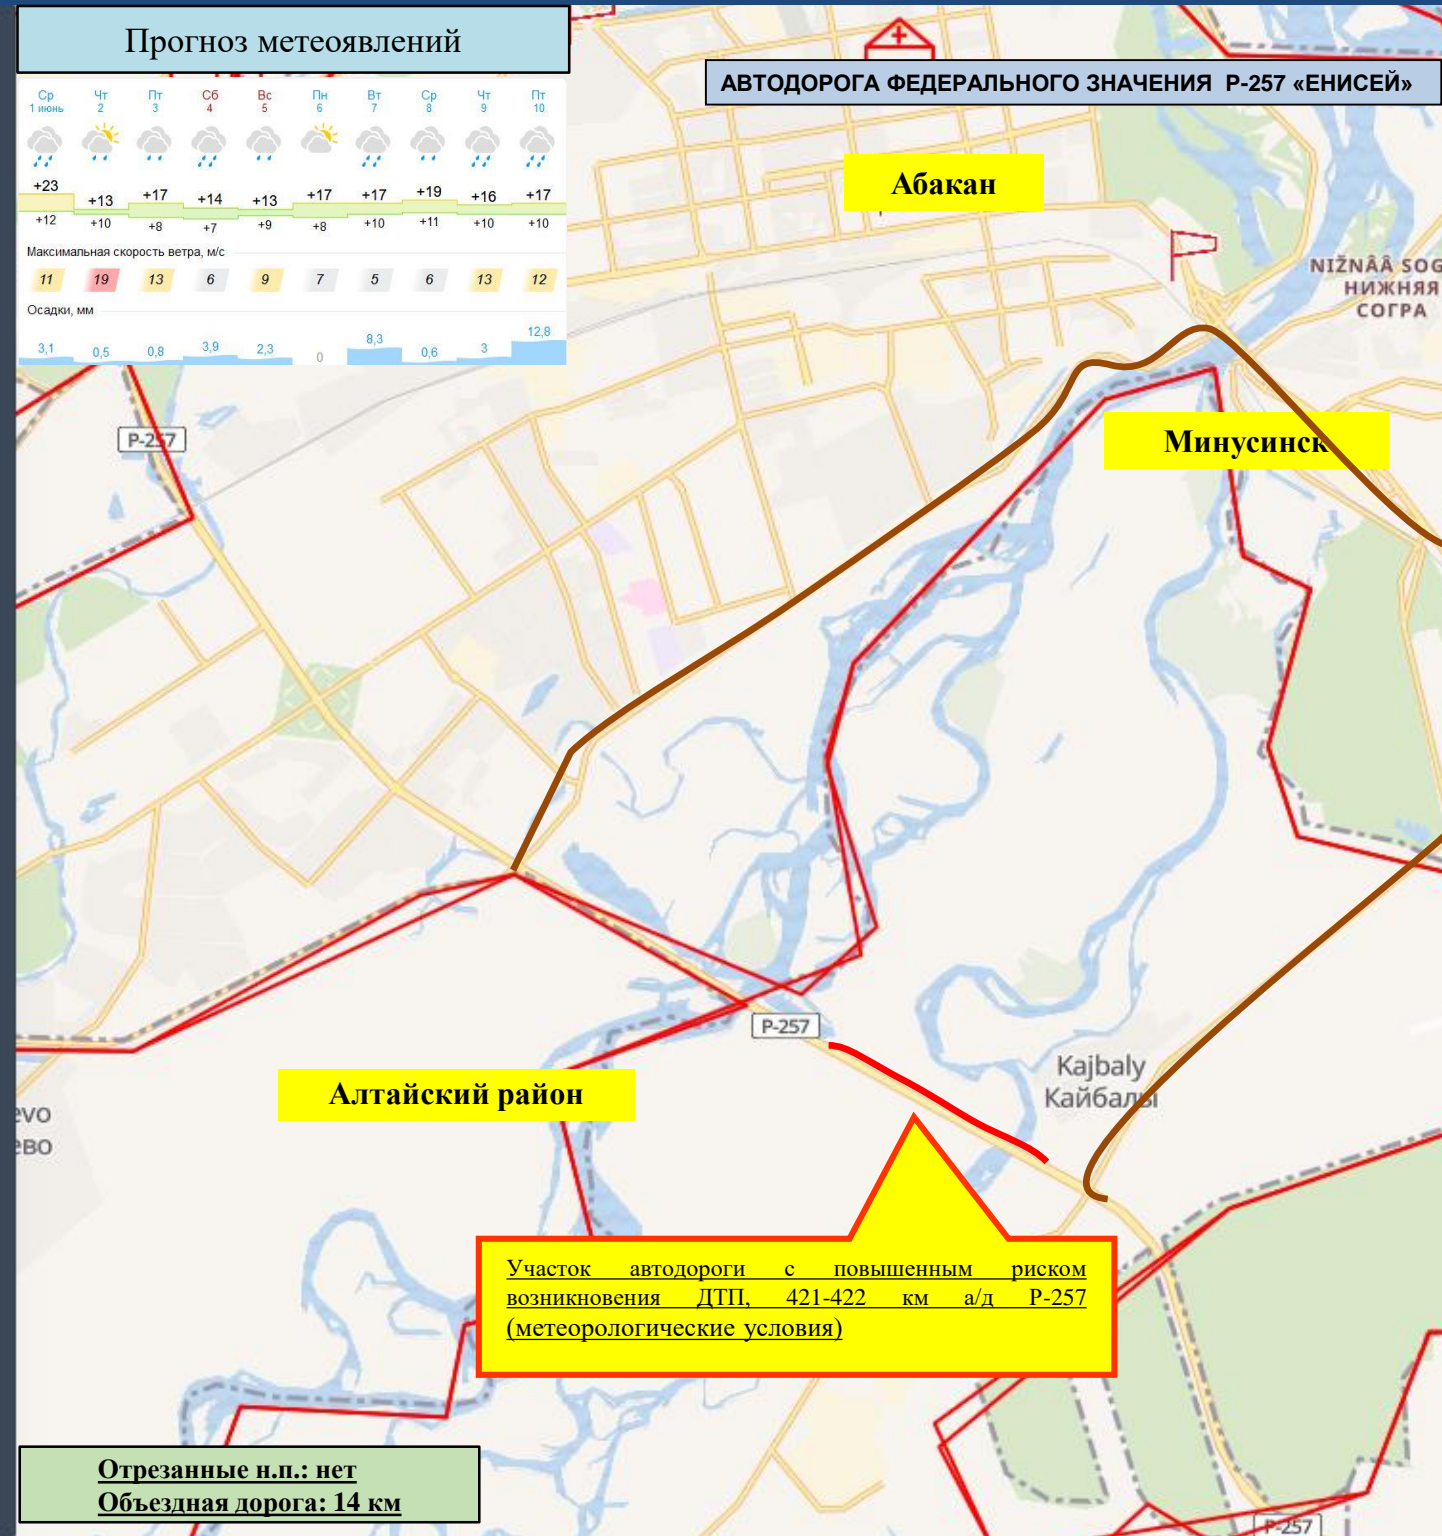 Прогноз метеоявлений
АВТОДОРОГА ФЕДЕРАЛЬНОГО ЗНАЧЕНИЯ Р-257 «ЕНИСЕЙ»
Ср Чт Пт Сб Вс Пн Вт Ср Чт Пт
1 июнь 2 3 4 5 6 7 8 9 10
+23 +13 +17 +14 +13 +17 +17 +19 +16 +17
+12 +10 +8 +7 +9 +8 +10 +11 +10 +10
Максимальная скорость ветра, м/с
11 19 13 6 9 7 5 6 13 12
Осадки, мм
3,1 0,5 0,8 3,9 2,3 0 8,3 0,6 3 12,8
Абакан
NIŽNÂÂ SOG
НИЖНЯЯ
СОГРА
Р-257
Минусинск
Р-257
Kajbaly
Кайбалы
Алтайский район
evo
ево
Участок автодороги с повышенным риском
возникновения ДТП, 421-422 км а/д Р-257
(метеорологические условия)
Отрезанные н.п.: нет
Объездная дорога: 14 км
Р-257